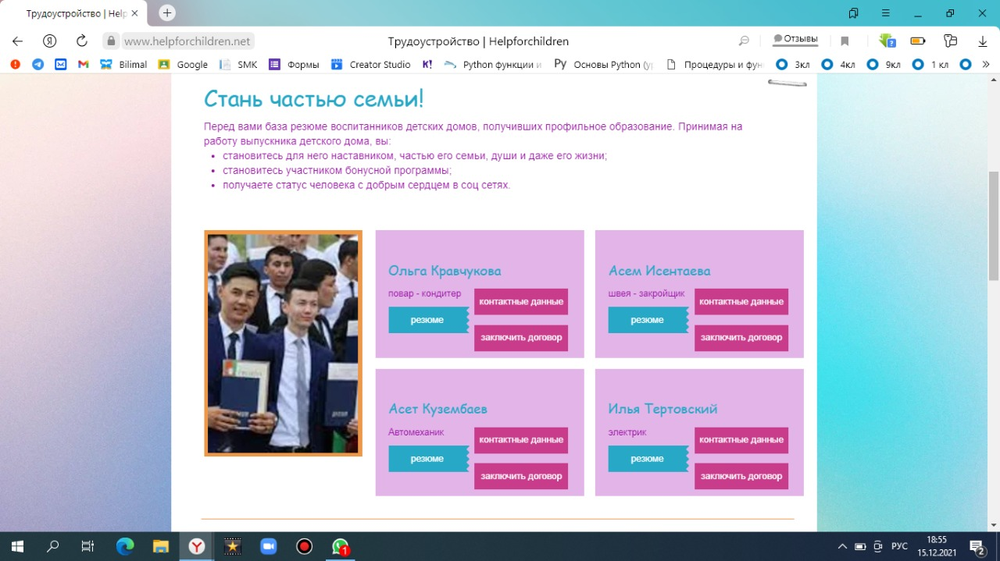 Трудоустройство | Help
www.helpforchildren.net
Трудоустройство | Helpforchildren
Отзывы
Bilimal
Google
SMK
Формы
Creator Studio
K!
Python функции и
Py
Основы Python (ур
Процедуры и фун
3кл
4кл
9кл
1 кл
Стань частью семьи!
Перед вами база резюме воспитанников детских домов, получивших профильное образование. Принимая на
работу выпускника детского дома, вы:
• становитесь для него наставником, частью его семьи, души и даже его жизни;
• становитесь участником бонусной программы;
• получаете статус человека с добрым сердцем в соц сетях.
Ольга Кравчукова
повар - кондитер
контактные данные
резюме
заключить договор
Асем Исентаева
швея - закройщик
контактные данные
резюме
заключить договор
Асет Кузембаев
Автомеханик
контактные данные
резюме
заключить договор
Илья Тертовский
электрик
контактные данные
резюме
заключить договор
1
РУС
18:55
15.12.2021
2